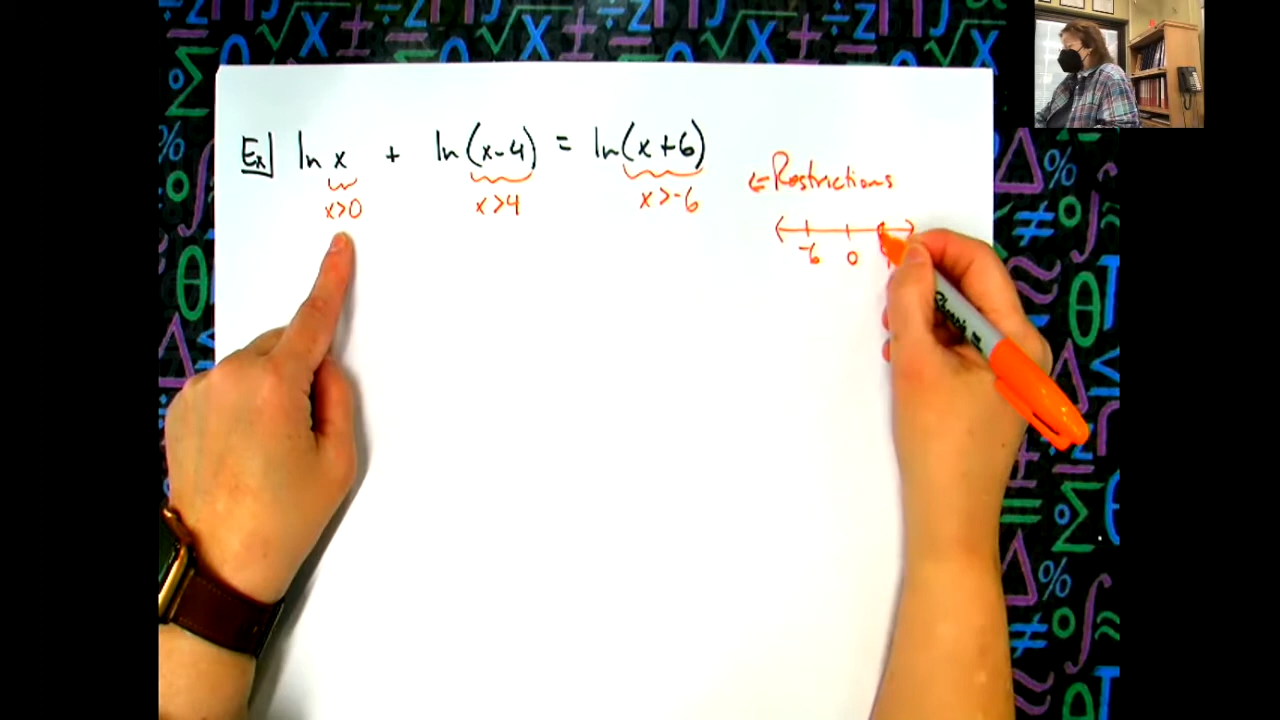 Ex| ln x + ln(x-4) = ln(x+6)
x>0 x>4 x>-6
⇐Restrictions
-6 0